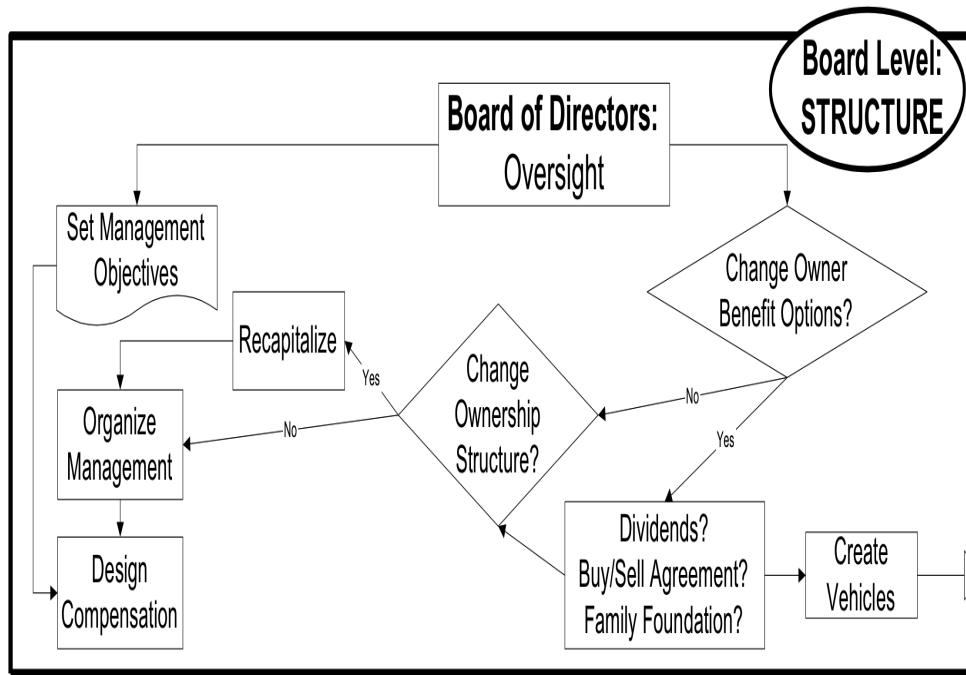 Board Level:
STRUCTURE
Board of Directors:
Oversight
Set Management
Objectives
Change Owner
Benefit Options?
Recapitalize
Yes
Change
Ownership
Structure?
No
No
Yes
Organize
Management
Dividends?
Buy/Sell Agreement?
Family Foundation?
Create
Vehicles
Design
Compensation